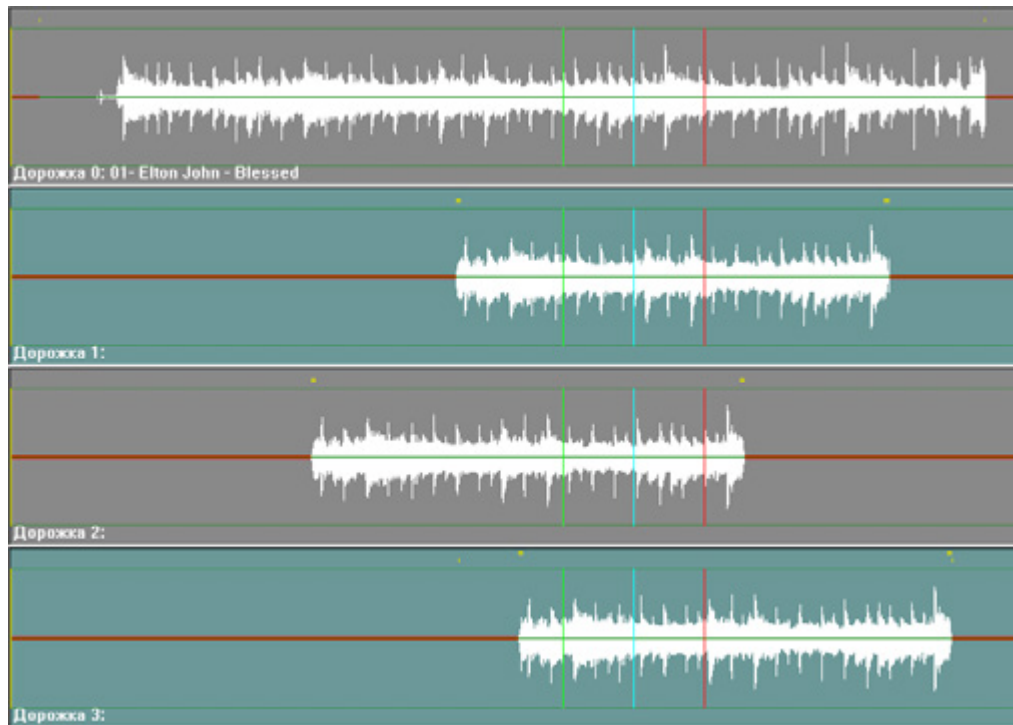 Дорожка 0: 01- Elton John - Blessed
Дорожка 1:
Дорожка 2:
Дорожка 3: